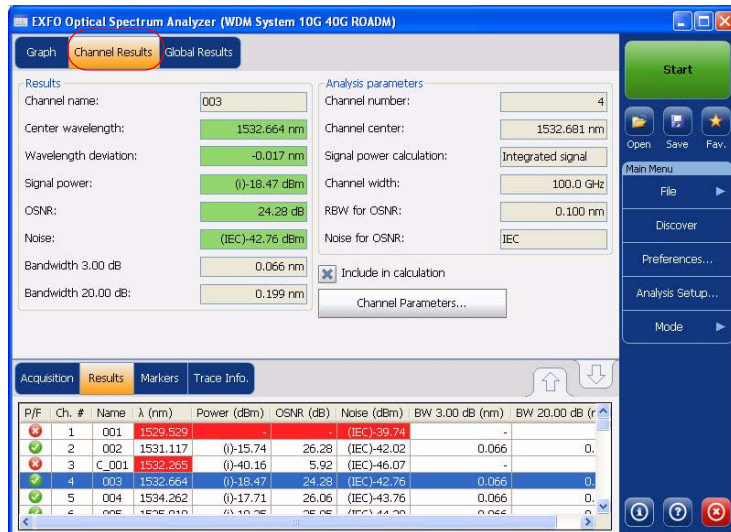 EXFO Optical Spectrum Analyzer (WDM System 10G 40G ROADM)
Graph Channel Results Global Results
Start
Open Save Fav.
Main Menu
File
Discover
Preferences...
Analysis Setup...
Mode
Results
Channel name: 003
Center wavelength: 1532.664 nm
Wavelength deviation: -0.017 nm
Signal power: (i)-18.47 dBm
OSNR: 24.28 dB
Noise: (IEC)-42.76 dBm
Bandwidth 3.00 dB 0.066 nm
Bandwidth 20.00 dB: 0.199 nm
Analysis parameters
Channel number: 4
Channel center: 1532.681 nm
Signal power calculation: Integrated signal
Channel width: 100.0 GHz
RBW for OSNR: 0.100 nm
Noise for OSNR: IEC
Include in calculation
Channel Parameters...
Acquisition Results Markers Trace Info.
P/F Ch. # Name λ (nm) Power (dBm) OSNR (dB) Noise (dBm) BW 3.00 dB (nm) BW 20.00 dB (r
1 001 1529.529 - - (IEC)-39.74 -
2 002 1531.117 (i)-15.74 26.28 (IEC)-42.02 0.066 0.
3 C_001 1532.265 (i)-40.16 5.92 (IEC)-46.07 -
4 003 1532.664 (i)-18.47 24.28 (IEC)-42.76 0.066 0.
5 004 1534.262 (i)-17.71 26.06 (IEC)-43.76 0.066 0.